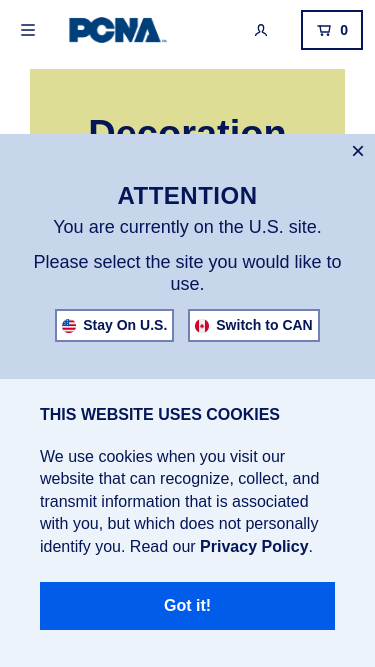 PCNA
0
Decoration
×
ATTENTION
You are currently on the U.S. site.
Please select the site you would like to
use.
Stay On U.S.
Switch to CAN
THIS WEBSITE USES COOKIES
We use cookies when you visit our
website that can recognize, collect, and
transmit information that is associated
with you, but which does not personally
identify you. Read our Privacy Policy.
Got it!